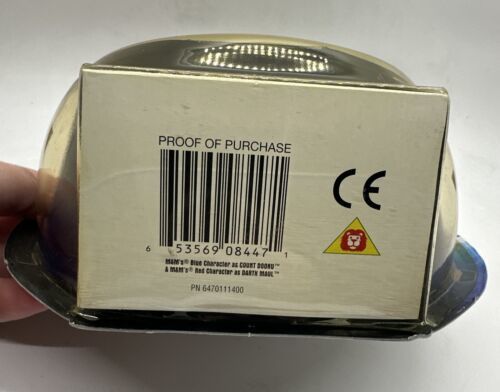 PROOF OF PURCHASE
6 53569 08447 1
M&M's® Blue Character as COUNT DOOKU™
& M&M's® Red Character as DARTH MAUL™
PN 6470111400
CE